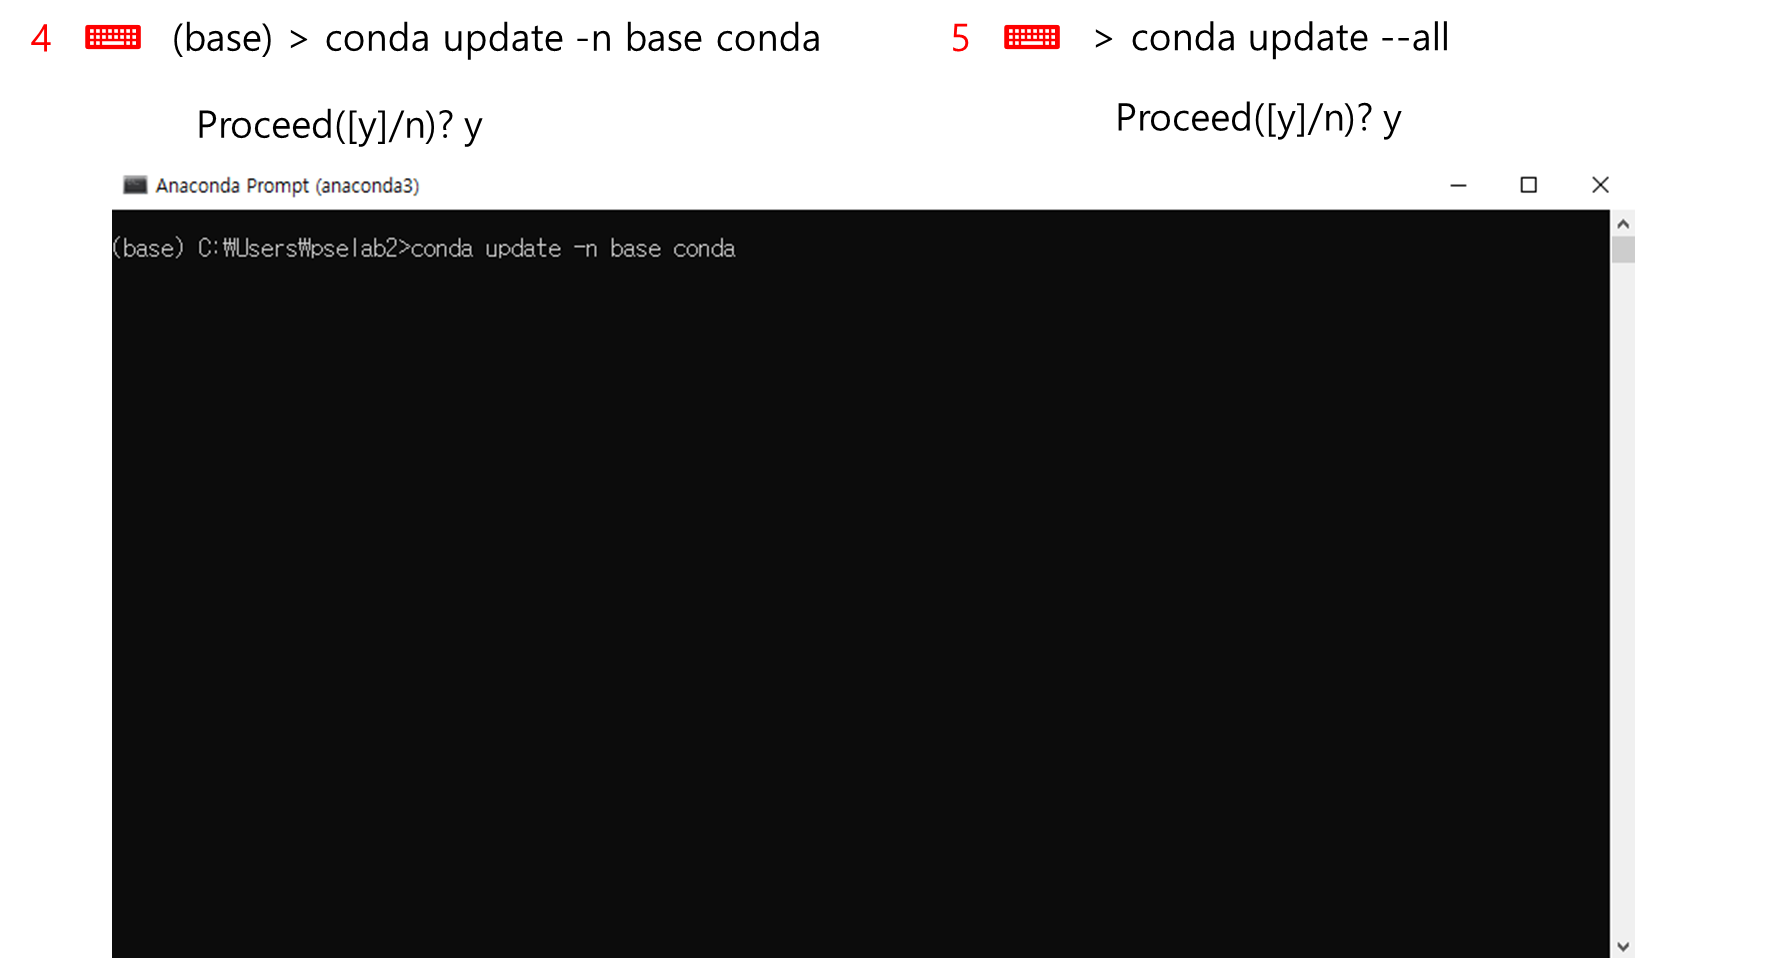 4 (base) > conda update -n base conda
Proceed([y]/n)? y
5 > conda update --all
Proceed([y]/n)? y
Anaconda Prompt (anaconda3)
(base) C:₩Users₩pselab2>conda update -n base conda